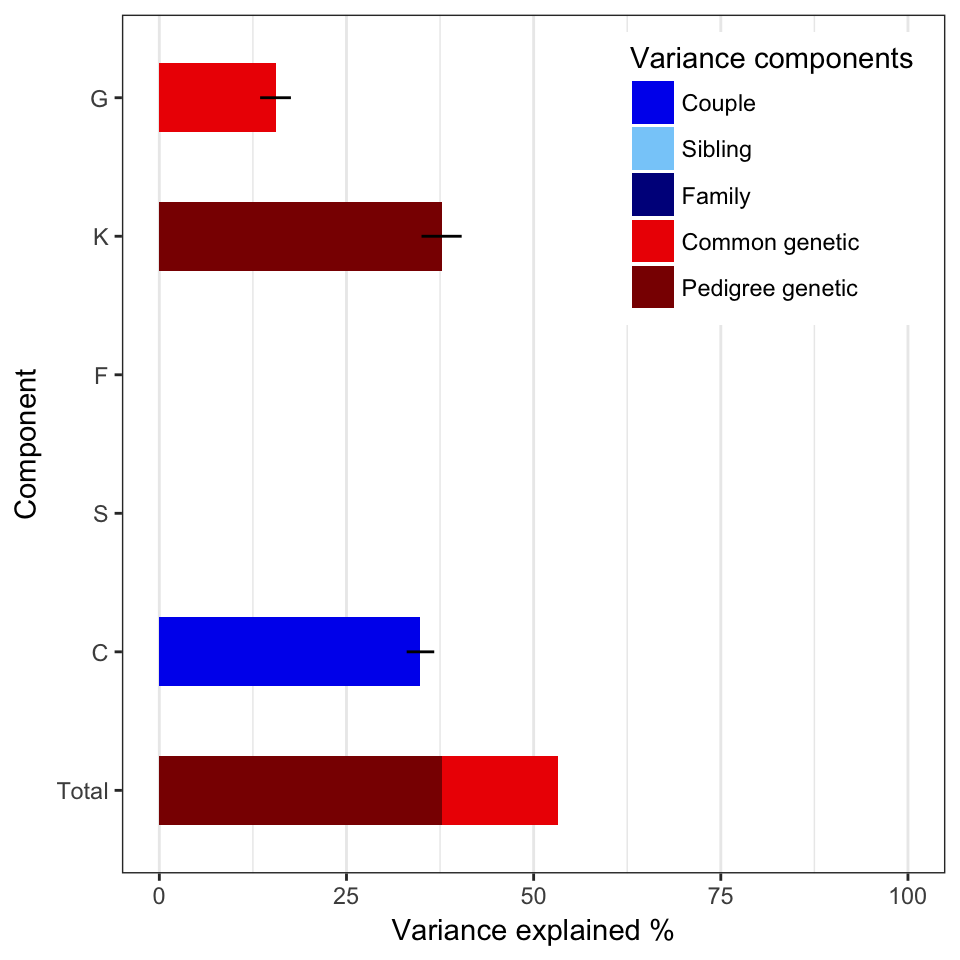 Variance components
Couple
Sibling
Family
Common genetic
Pedigree genetic
G
K
F
S
C
Total
Component
0 25 50 75 100
Variance explained %